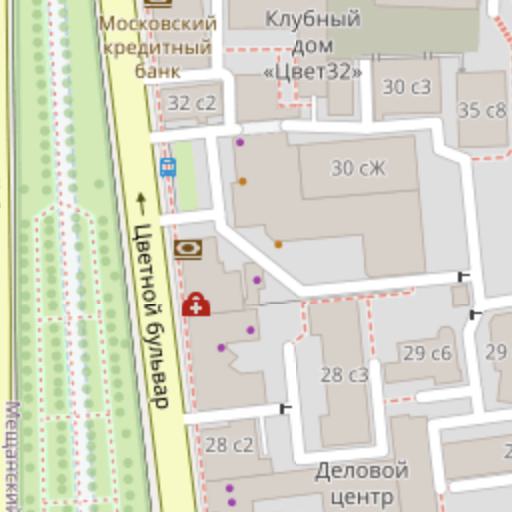 Московский
кредитный
банк
Клубный
дом
«Цвет32»
32 с2
30 с3
35 с8
30 сЖ
Цветной бульвар
29 с6
29
28 с3
28 с2
Деловой
центр
2
Мещанский